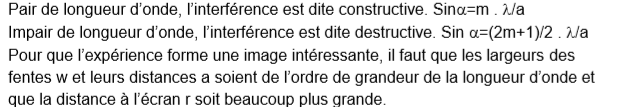 Pair de longueur d’onde, l’interférence est dite constructive. Sinα=m . λ/a
Impair de longueur d’onde, l’interférence est dite destructive. Sin α=(2m+1)/2 . λ/a
Pour que l’expérience forme une image intéressante, il faut que les largeurs des
fentes w et leurs distances a soient de l’ordre de grandeur de la longueur d’onde et
que la distance à l’écran r soit beaucoup plus grande.